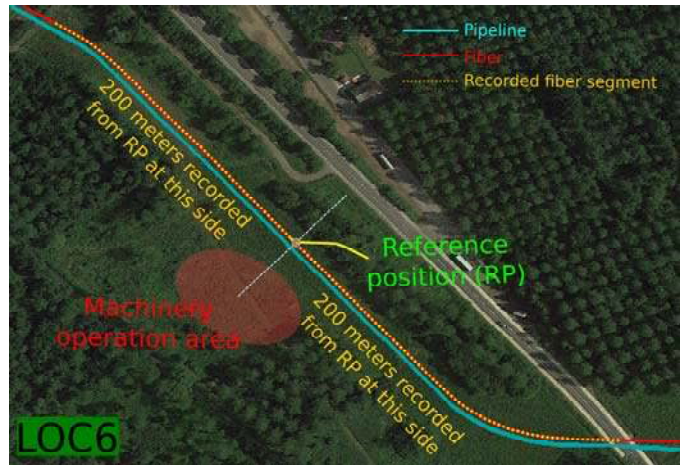 Pipeline
Fiber
Recorded fiber segment
200 meters recorded
from RP at this side
Reference
position (RP)
Machinery
operation area
200 meters recorded
from RP at this side
LOC6